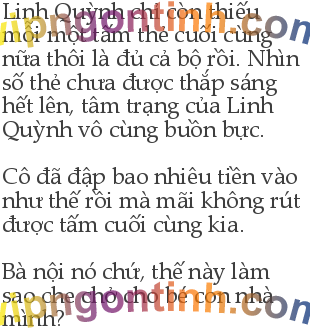 Linh Quỳnh chỉ còn thiếu
mỗi một tấm thẻ cuối cùng
nữa thôi là đủ cả bộ rồi. Nhìn
số thẻ chưa được thắp sáng
hết lên, tâm trạng của Linh
Quỳnh vô cùng buồn bực.
Cô đã đập bao nhiêu tiền vào
như thế rồi mà mãi không rút
được tấm cuối cùng kia.
Bà nội nó chứ, thế này làm
sao che chở cho bé con nhà
mình?
vipngontinh.com
vipngontinh.com